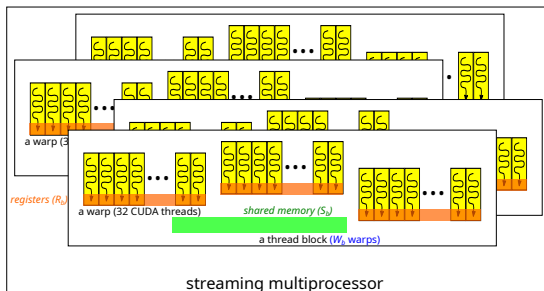 a warp (3
registers (Rb)
a warp (32 CUDA threads)
shared memory (Sb)
a thread block (Wb warps)
streaming multiprocessor